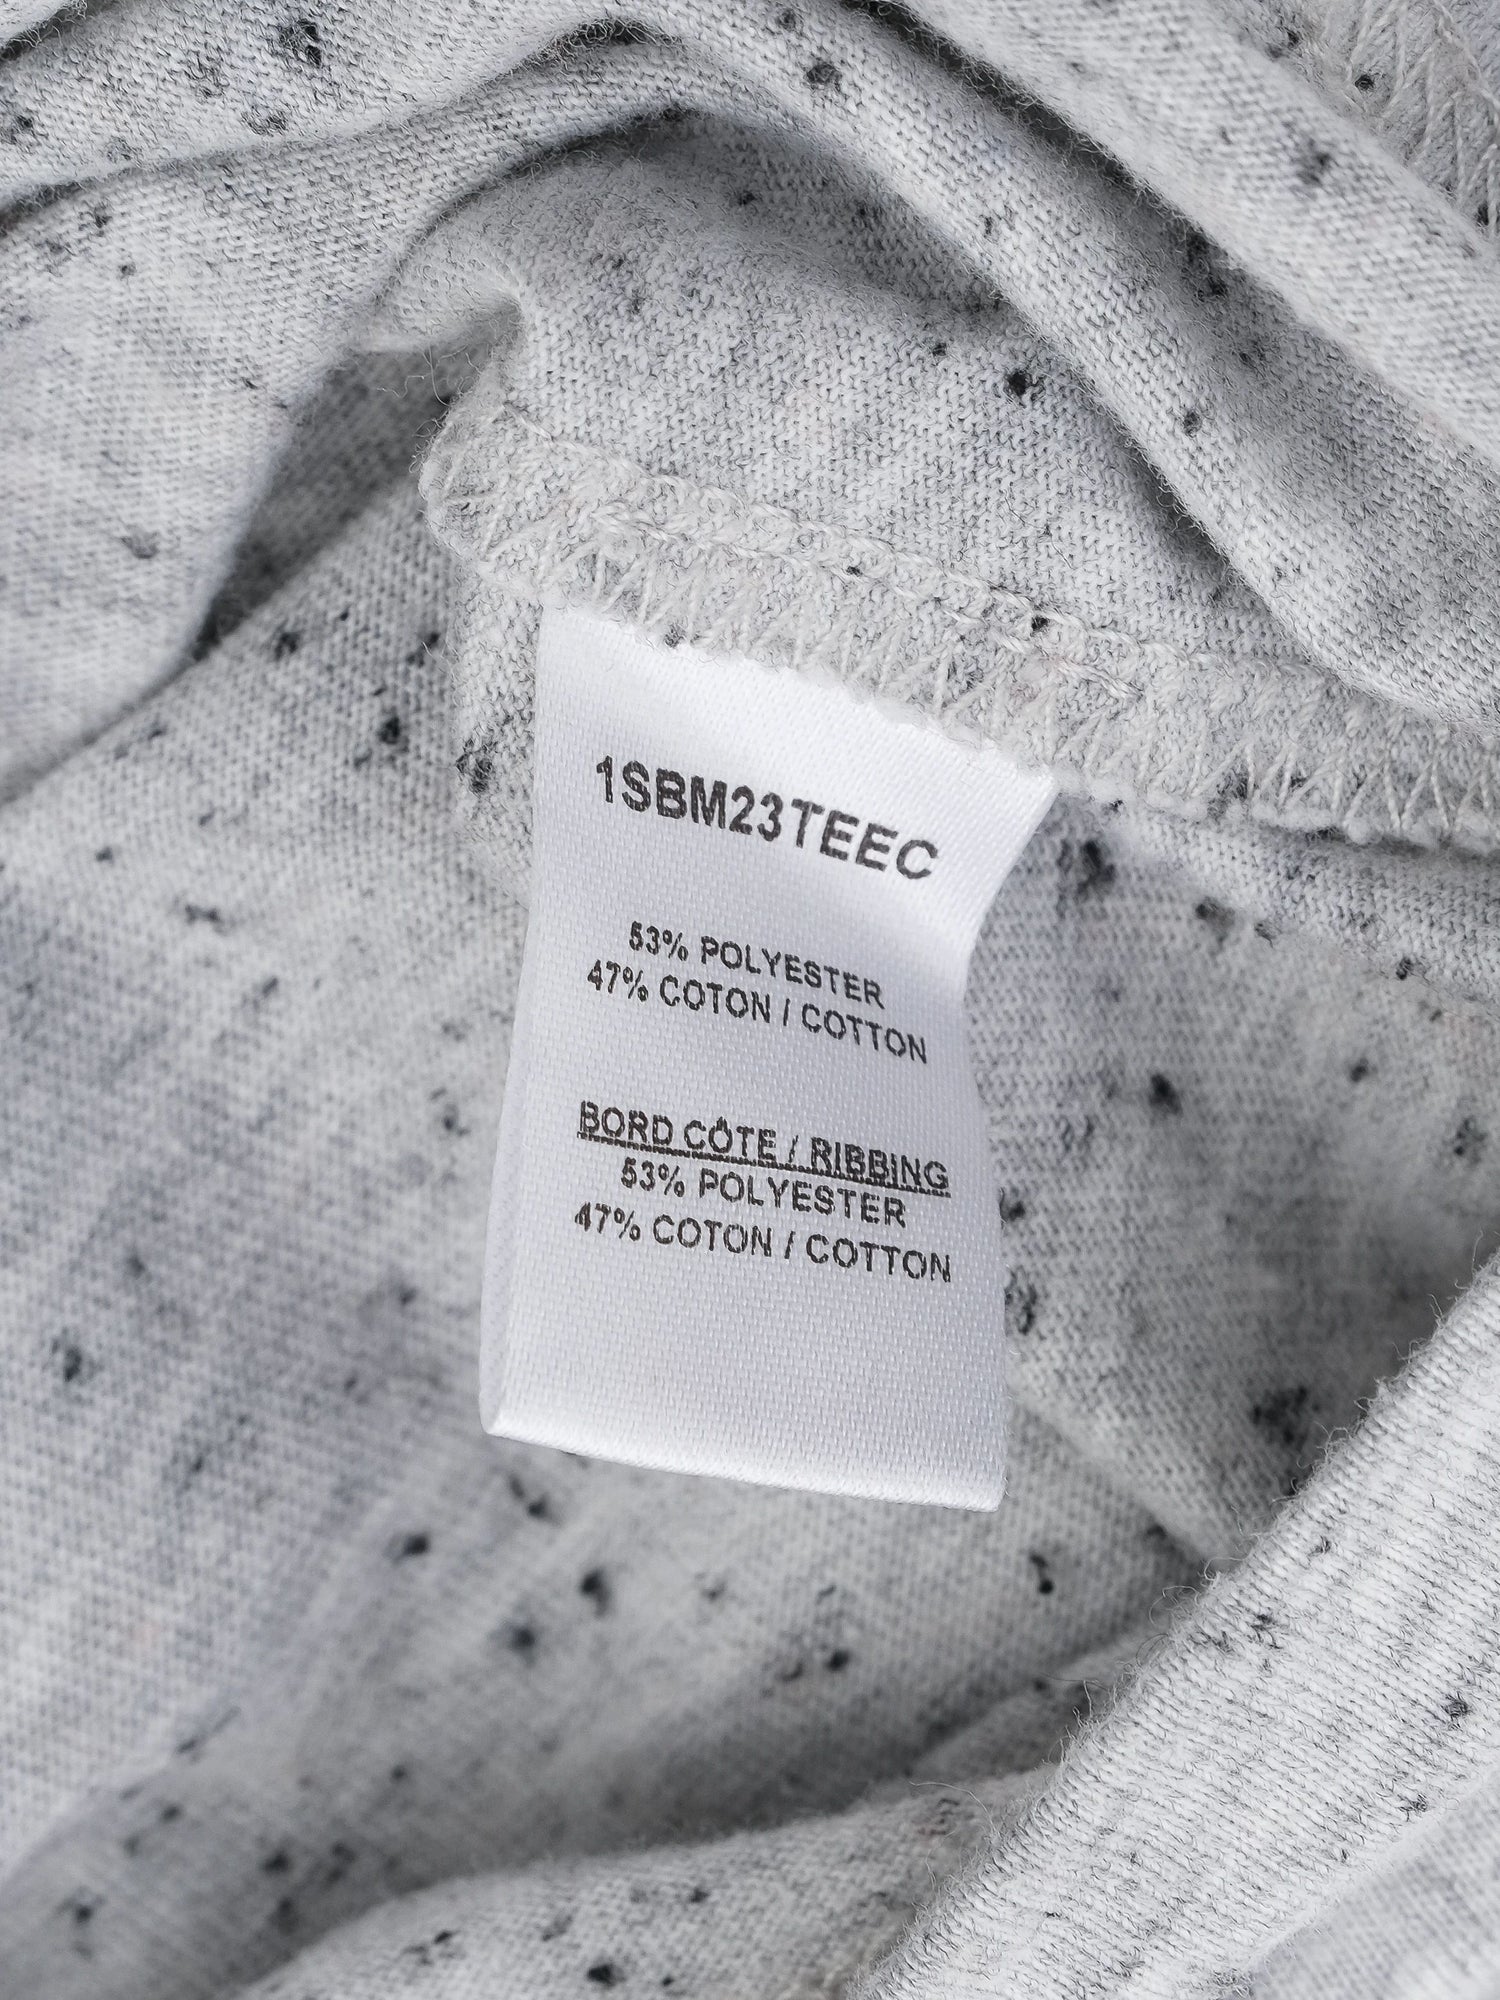 1SBM23TEEC
53% POLYESTER
47% COTON / COTTON
BORD CÔTE / RIBBING
53% POLYESTER
47% COTON / COTTON